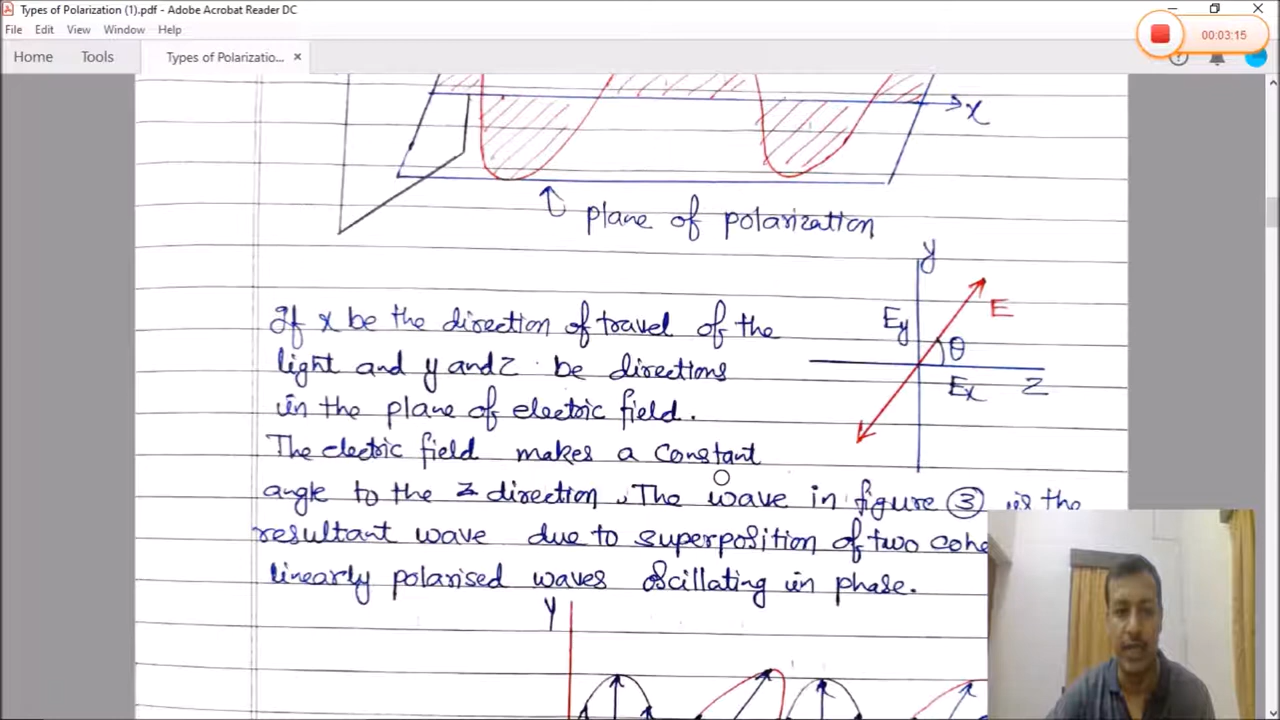 Types of Polarization (1).pdf - Adobe Acrobat Reader DC
File Edit View Window Help
00:03:15
Home Tools Types of Polarizatio...
x
plane of polarization
y
E
Ey
θ
Ex Z
If x be the direction of travel of the
light and y and z be directions
in the plane of electric field.
The electric field makes a constant
angle to the z direction. The wave in figure ③ is the
resultant wave due to superposition of two cohe
linearly polarised waves oscillating in phase.
Y